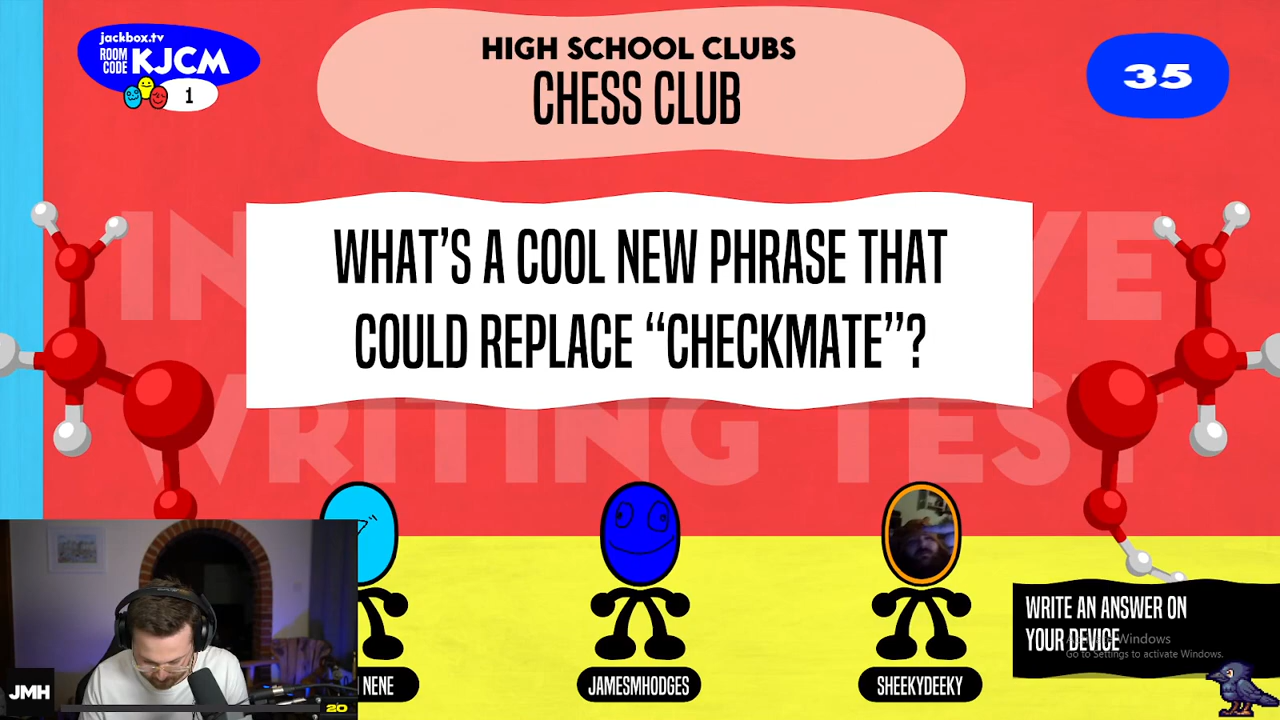 jackbox.tv
ROOM CODE KJCM
1
HIGH SCHOOL CLUBS
CHESS CLUB
35
WHAT'S A COOL NEW PHRASE THAT
COULD REPLACE “CHECKMATE”?
WRITING TEST
WRITE AN ANSWER ON
YOUR DEVICE
Windows
Go to Settings to activate Windows.
NENE
JAMESMHODGES
SHEEKYDEEKY
JMH
20